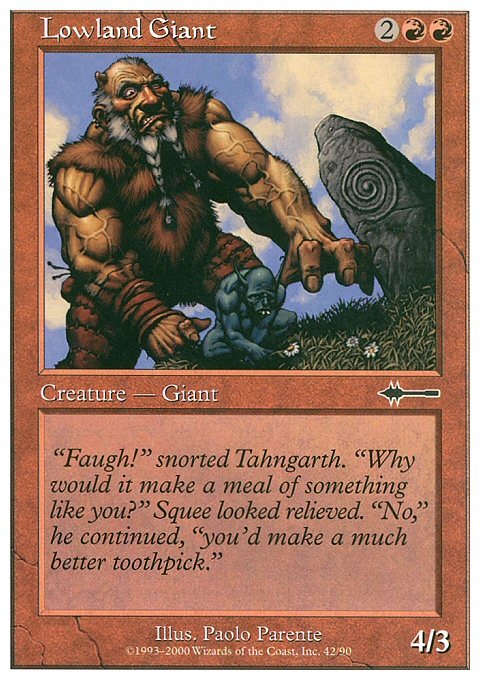 Lowland Giant 2
Creature — Giant
“Faugh!” snorted Tahngarth. “Why
would it make a meal of something
like you?” Squee looked relieved. “No,”
he continued, “you’d make a much
better toothpick.”
Illus. Paolo Parente
©1993–2000 Wizards of the Coast, Inc. 42/90
4/3